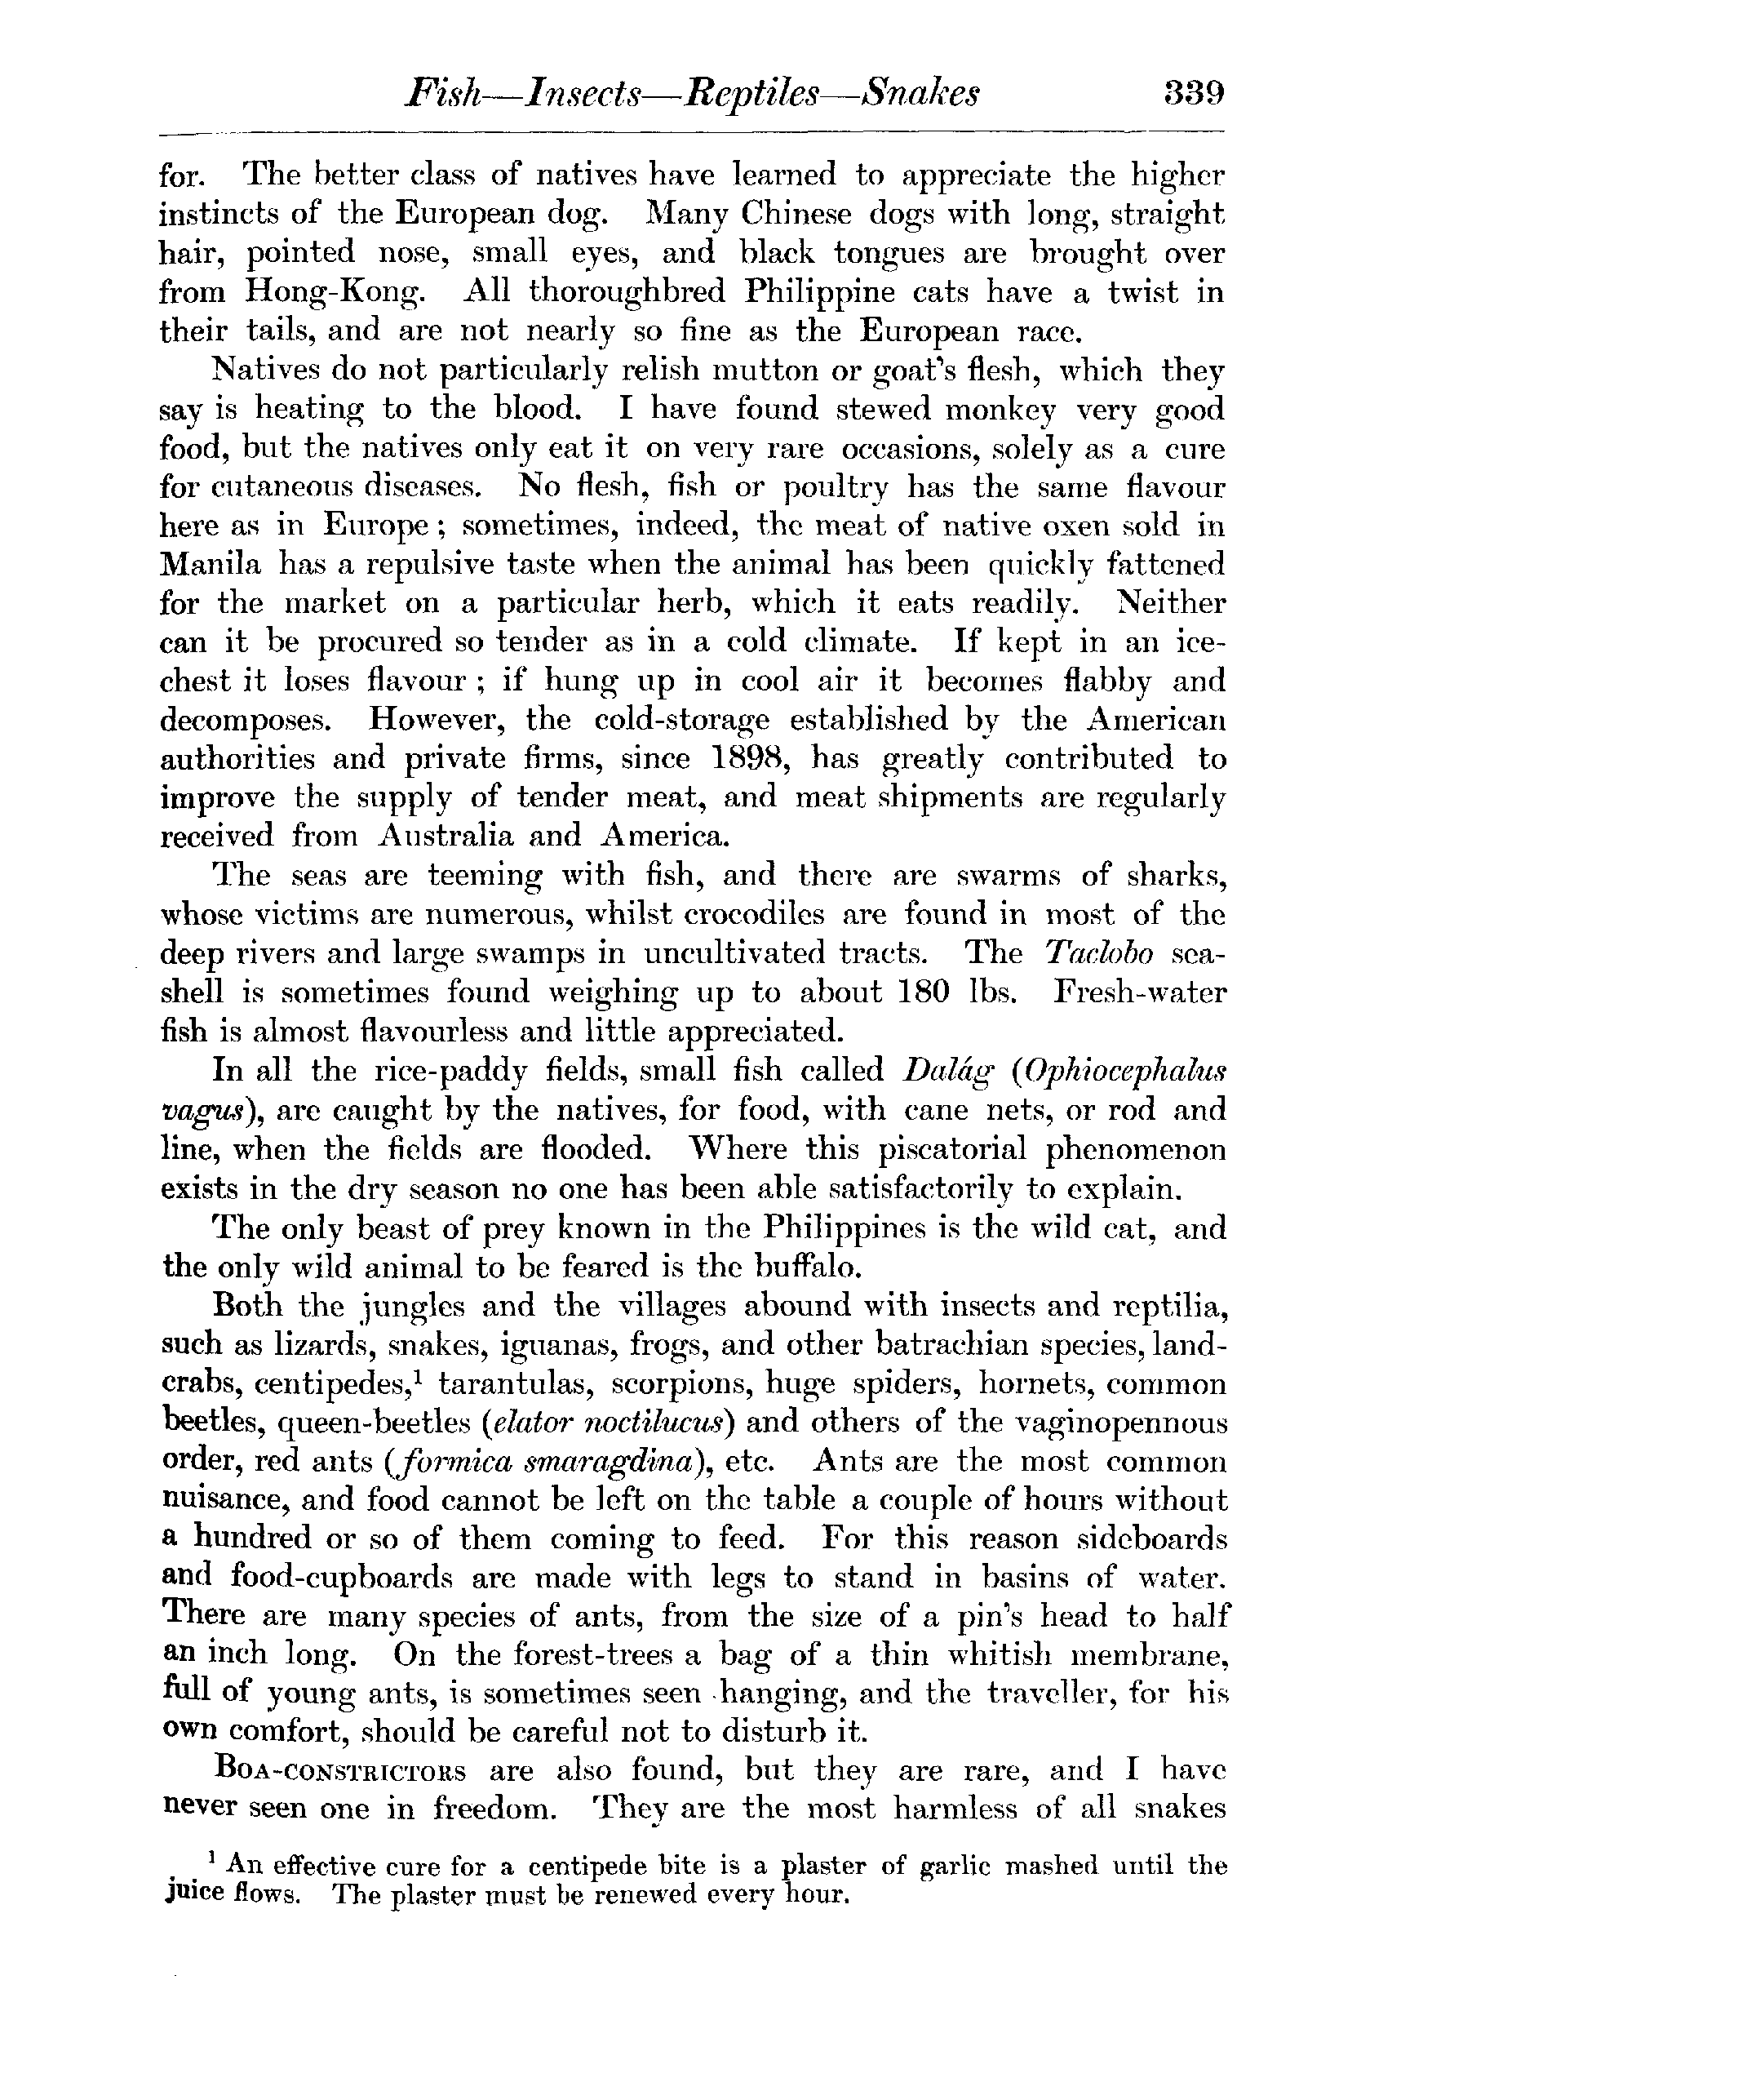 Fish—Insects—Reptiles—Snakes 339
for. The better class of natives have learned to appreciate the higher
instincts of the European dog. Many Chinese dogs with long, straight
hair, pointed nose, small eyes, and black tongues are brought over
from Hong-Kong. All thoroughbred Philippine cats have a twist in
their tails, and are not nearly so fine as the European race.
Natives do not particularly relish mutton or goat's flesh, which they
say is heating to the blood. I have found stewed monkey very good
food, but the natives only eat it on very rare occasions, solely as a cure
for cutaneous diseases. No flesh, fish or poultry has the same flavour
here as in Europe ; sometimes, indeed, the meat of native oxen sold in
Manila has a repulsive taste when the animal has been quickly fattened
for the market on a particular herb, which it eats readily. Neither
can it be procured so tender as in a cold climate. If kept in an ice-
chest it loses flavour ; if hung up in cool air it becomes flabby and
decomposes. However, the cold-storage established by the American
authorities and private firms, since 1898, has greatly contributed to
improve the supply of tender meat, and meat shipments are regularly
received from Australia and America.
The seas are teeming with fish, and there are swarms of sharks,
whose victims are numerous, whilst crocodiles are found in most of the
deep rivers and large swamps in uncultivated tracts. The Taclobo sea-
shell is sometimes found weighing up to about 180 lbs. Fresh-water
fish is almost flavourless and little appreciated.
In all the rice-paddy fields, small fish called Dalág (Ophiocephalus
vagus), are caught by the natives, for food, with cane nets, or rod and
line, when the fields are flooded. Where this piscatorial phenomenon
exists in the dry season no one has been able satisfactorily to explain.
The only beast of prey known in the Philippines is the wild cat, and
the only wild animal to be feared is the buffalo.
Both the jungles and the villages abound with insects and reptilia,
such as lizards, snakes, iguanas, frogs, and other batrachian species, land-
crabs, centipedes,¹ tarantulas, scorpions, huge spiders, hornets, common
beetles, queen-beetles (elator noctilucus) and others of the vaginopennous
order, red ants (formica smaragdina), etc. Ants are the most common
nuisance, and food cannot be left on the table a couple of hours without
a hundred or so of them coming to feed. For this reason sideboards
and food-cupboards are made with legs to stand in basins of water.
There are many species of ants, from the size of a pin's head to half
an inch long. On the forest-trees a bag of a thin whitish membrane,
full of young ants, is sometimes seen hanging, and the traveller, for his
own comfort, should be careful not to disturb it.
BOA-CONSTRICTORS are also found, but they are rare, and I have
never seen one in freedom. They are the most harmless of all snakes
¹ An effective cure for a centipede bite is a plaster of garlic mashed until the
juice flows. The plaster must be renewed every hour.